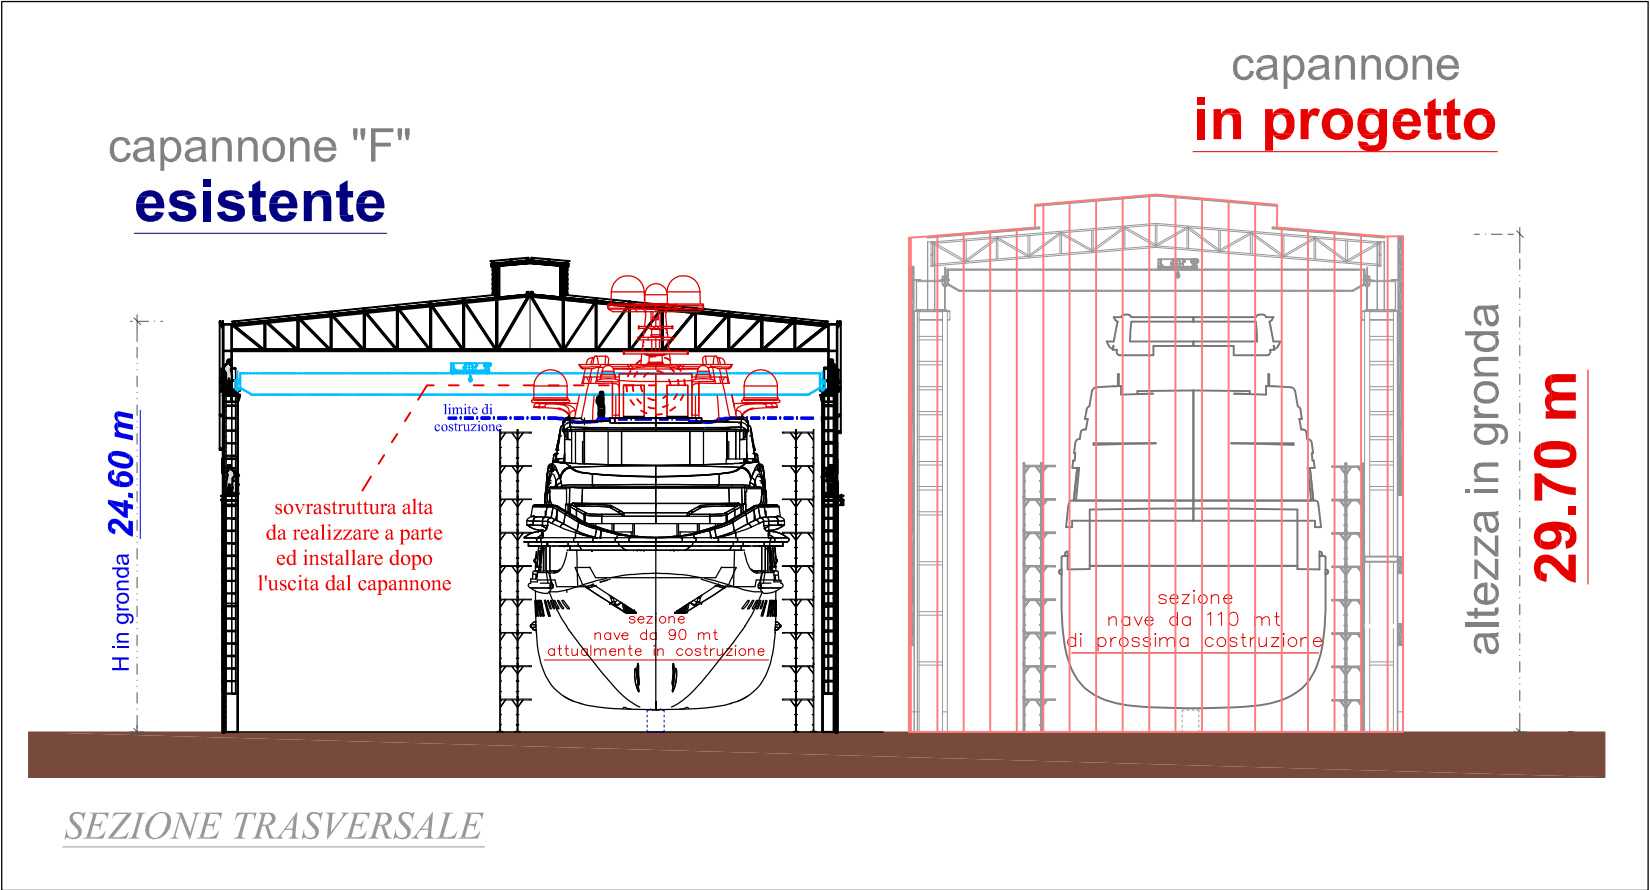 capannone "F"
esistente
capannone
in progetto
limite di
costruzione
H in gronda 24.60 m
sovrastruttura alta
da realizzare a parte
ed installare dopo
l'uscita dal capannone
sezione
nave da 90 mt
attualmente in costruzione
sezione
nave da 110 mt
di prossima costruzione
altezza in gronda
29.70 m
SEZIONE TRASVERSALE